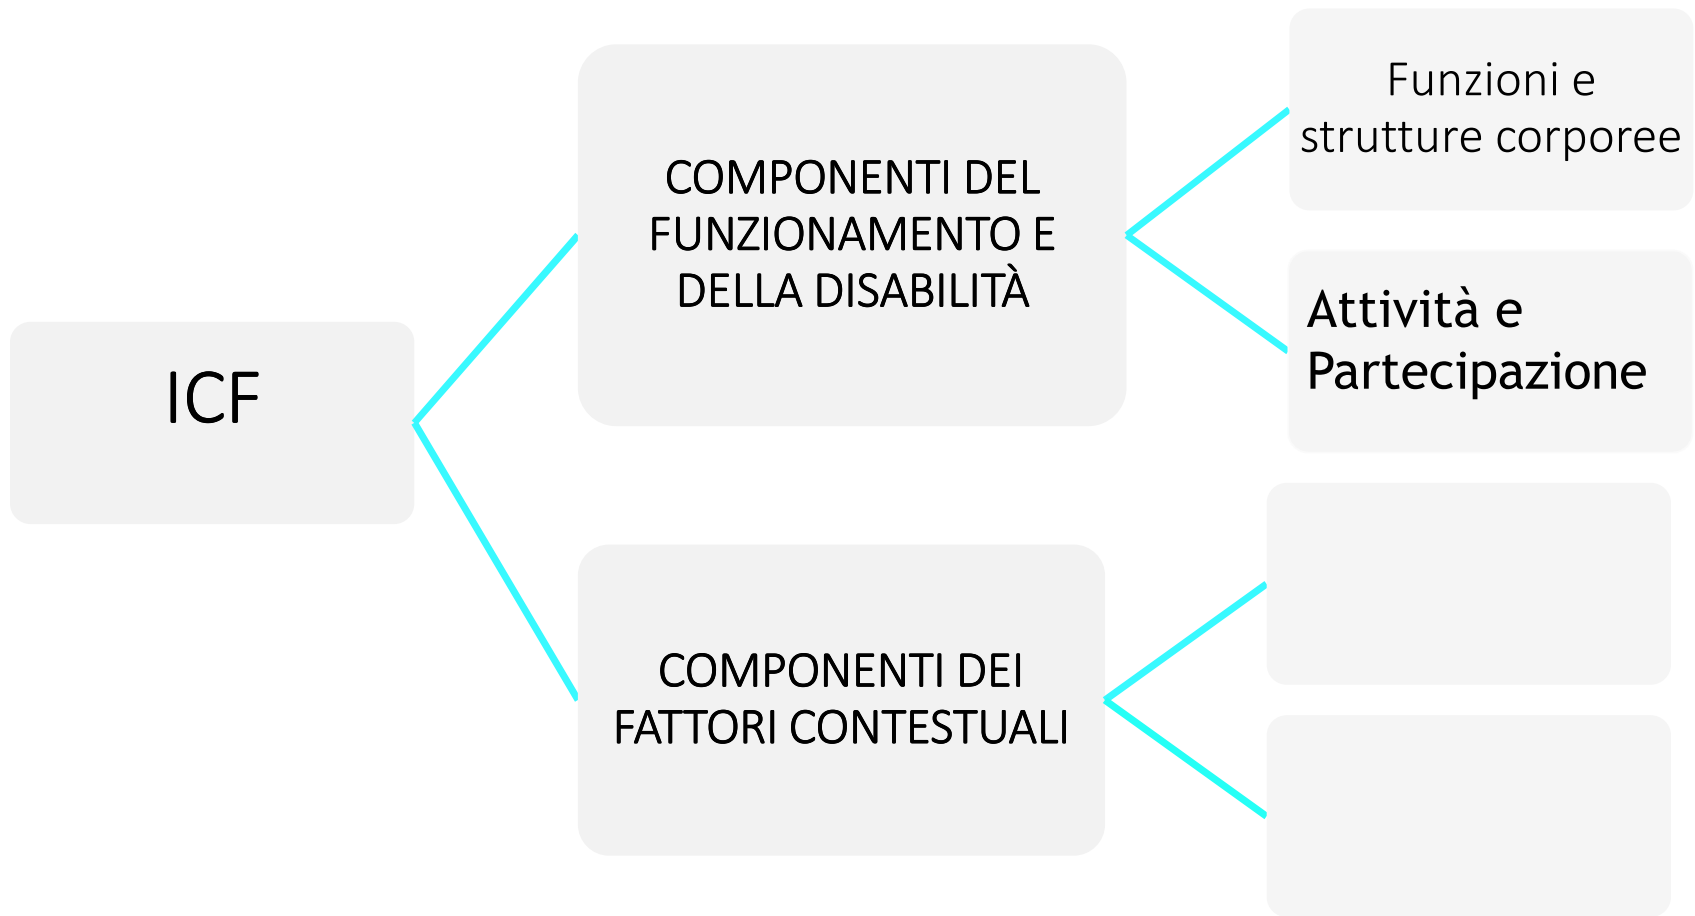 ICF
COMPONENTI DEL
FUNZIONAMENTO E
DELLA DISABILITÀ
Funzioni e
strutture corporee
Attività e
Partecipazione
COMPONENTI DEI
FATTORI CONTESTUALI